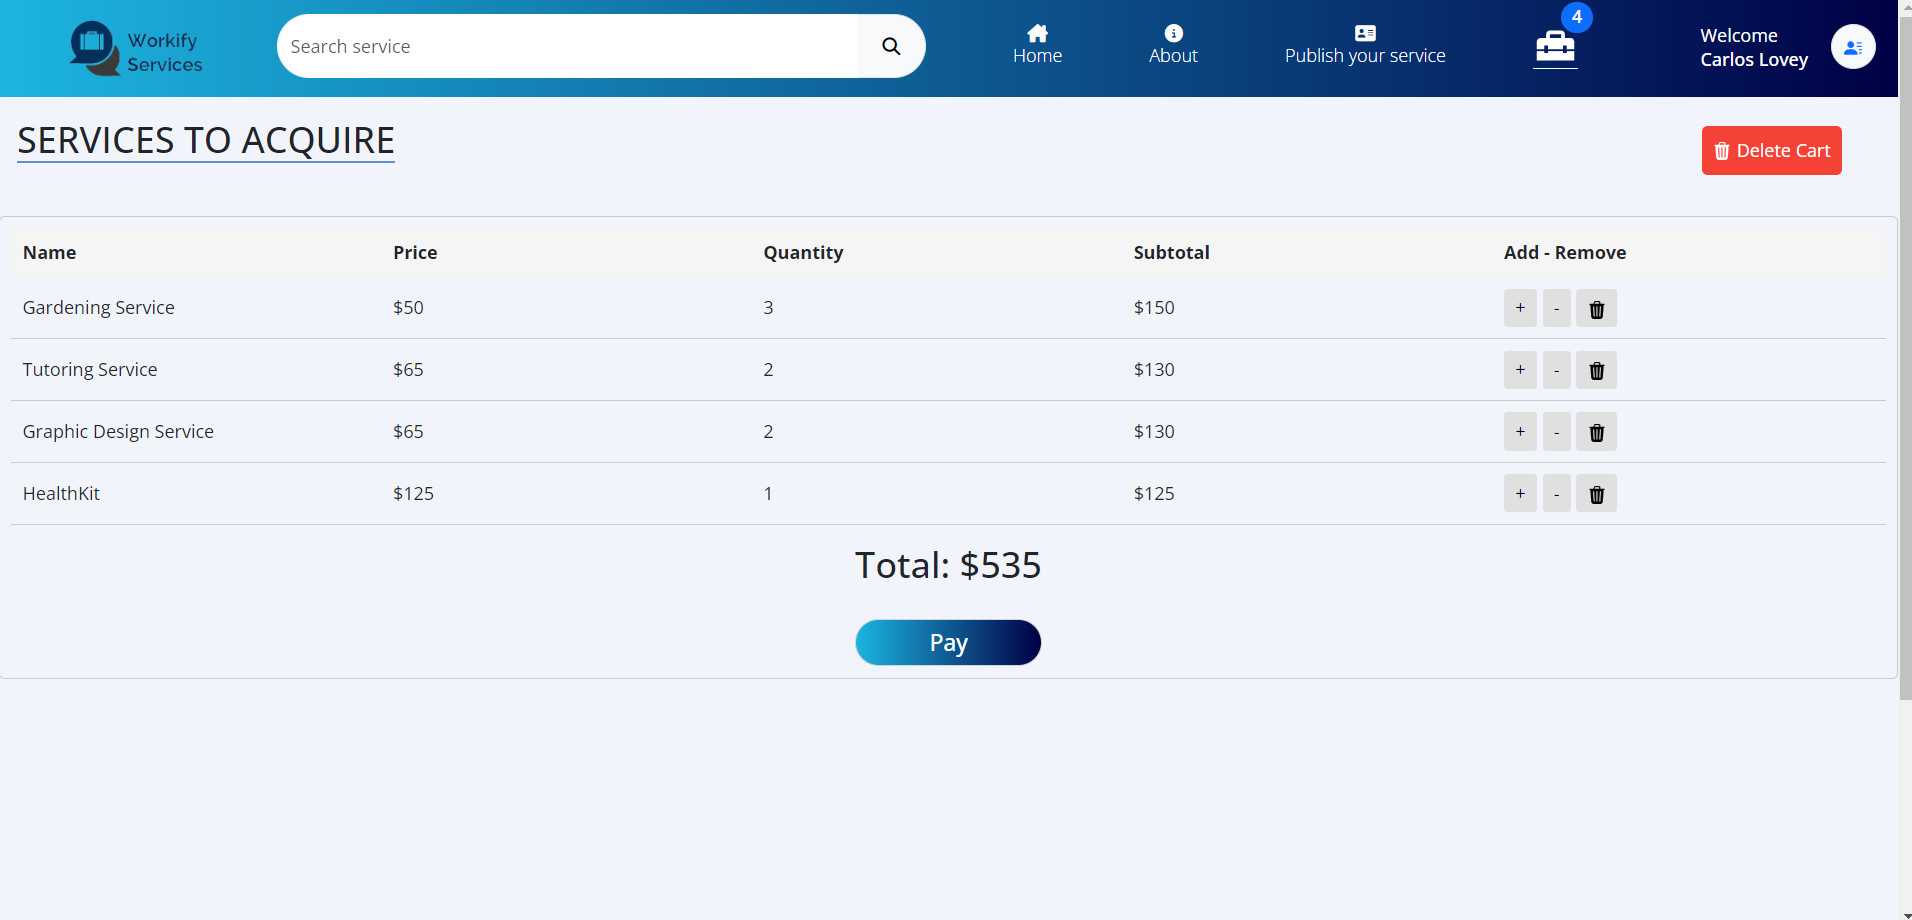 Workify
Services
Search service
Home
About
Publish your service
4
Welcome
Carlos Lovey
SERVICES TO ACQUIRE
Delete Cart
Name Price Quantity Subtotal Add - Remove
Gardening Service $50 3 $150 + -
Tutoring Service $65 2 $130 + -
Graphic Design Service $65 2 $130 + -
HealthKit $125 1 $125 + -
Total: $535
Pay